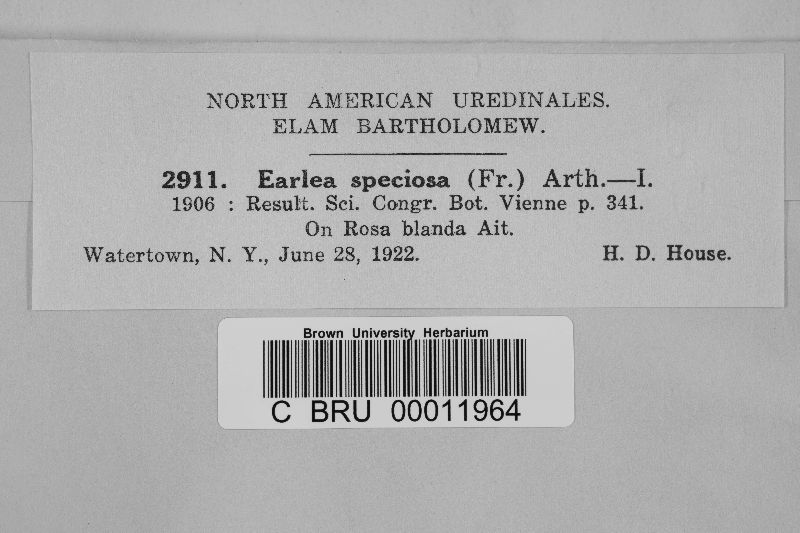 NORTH AMERICAN UREDINALES.
ELAM BARTHOLOMEW.
2911. Earlea speciosa (Fr.) Arth.—I.
1906 : Result. Sci. Congr. Bot. Vienne p. 341.
On Rosa blanda Ait.
Watertown, N. Y., June 28, 1922. H. D. House.
Brown University Herbarium
C BRU 00011964